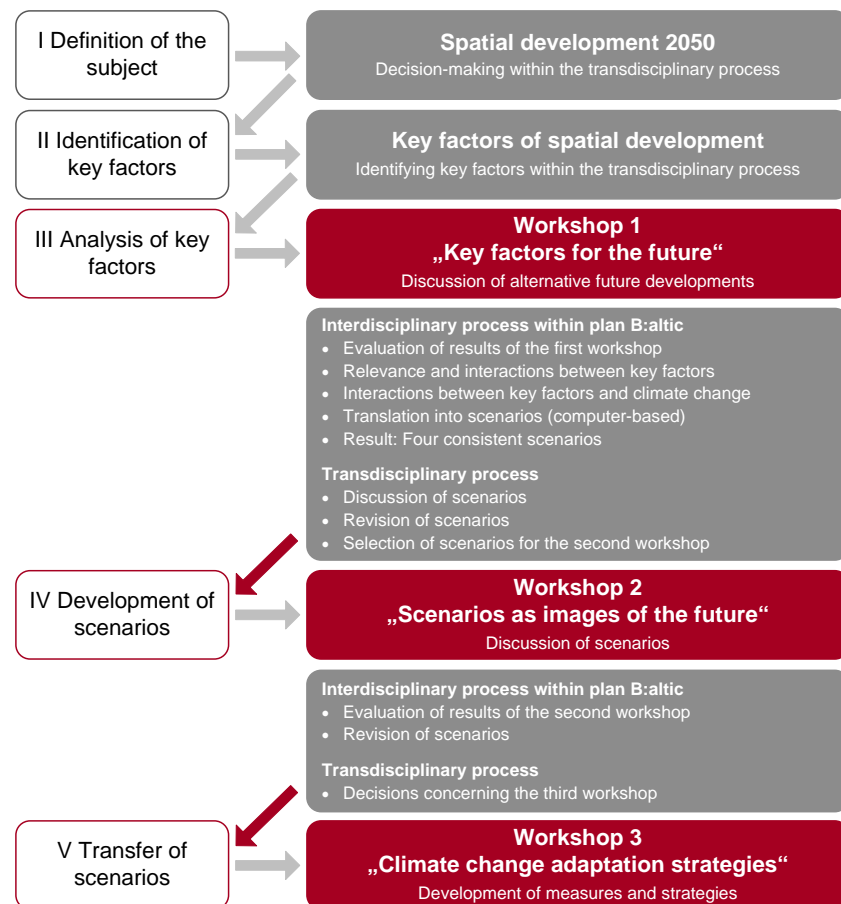 I Definition of the
subject
Spatial development 2050
Decision-making within the transdisciplinary process
II Identification of
key factors
Key factors of spatial development
Identifying key factors within the transdisciplinary process
III Analysis of key
factors
Workshop 1
„Key factors for the future“
Discussion of alternative future developments
Interdisciplinary process within plan B:altic
• Evaluation of results of the first workshop
• Relevance and interactions between key factors
• Interactions between key factors and climate change
• Translation into scenarios (computer-based)
• Result: Four consistent scenarios
Transdisciplinary process
• Discussion of scenarios
• Revision of scenarios
• Selection of scenarios for the second workshop
IV Development of
scenarios
Workshop 2
„Scenarios as images of the future“
Discussion of scenarios
Interdisciplinary process within plan B:altic
• Evaluation of results of the second workshop
• Revision of scenarios
Transdisciplinary process
• Decisions concerning the third workshop
V Transfer of
scenarios
Workshop 3
„Climate change adaptation strategies“
Development of measures and strategies